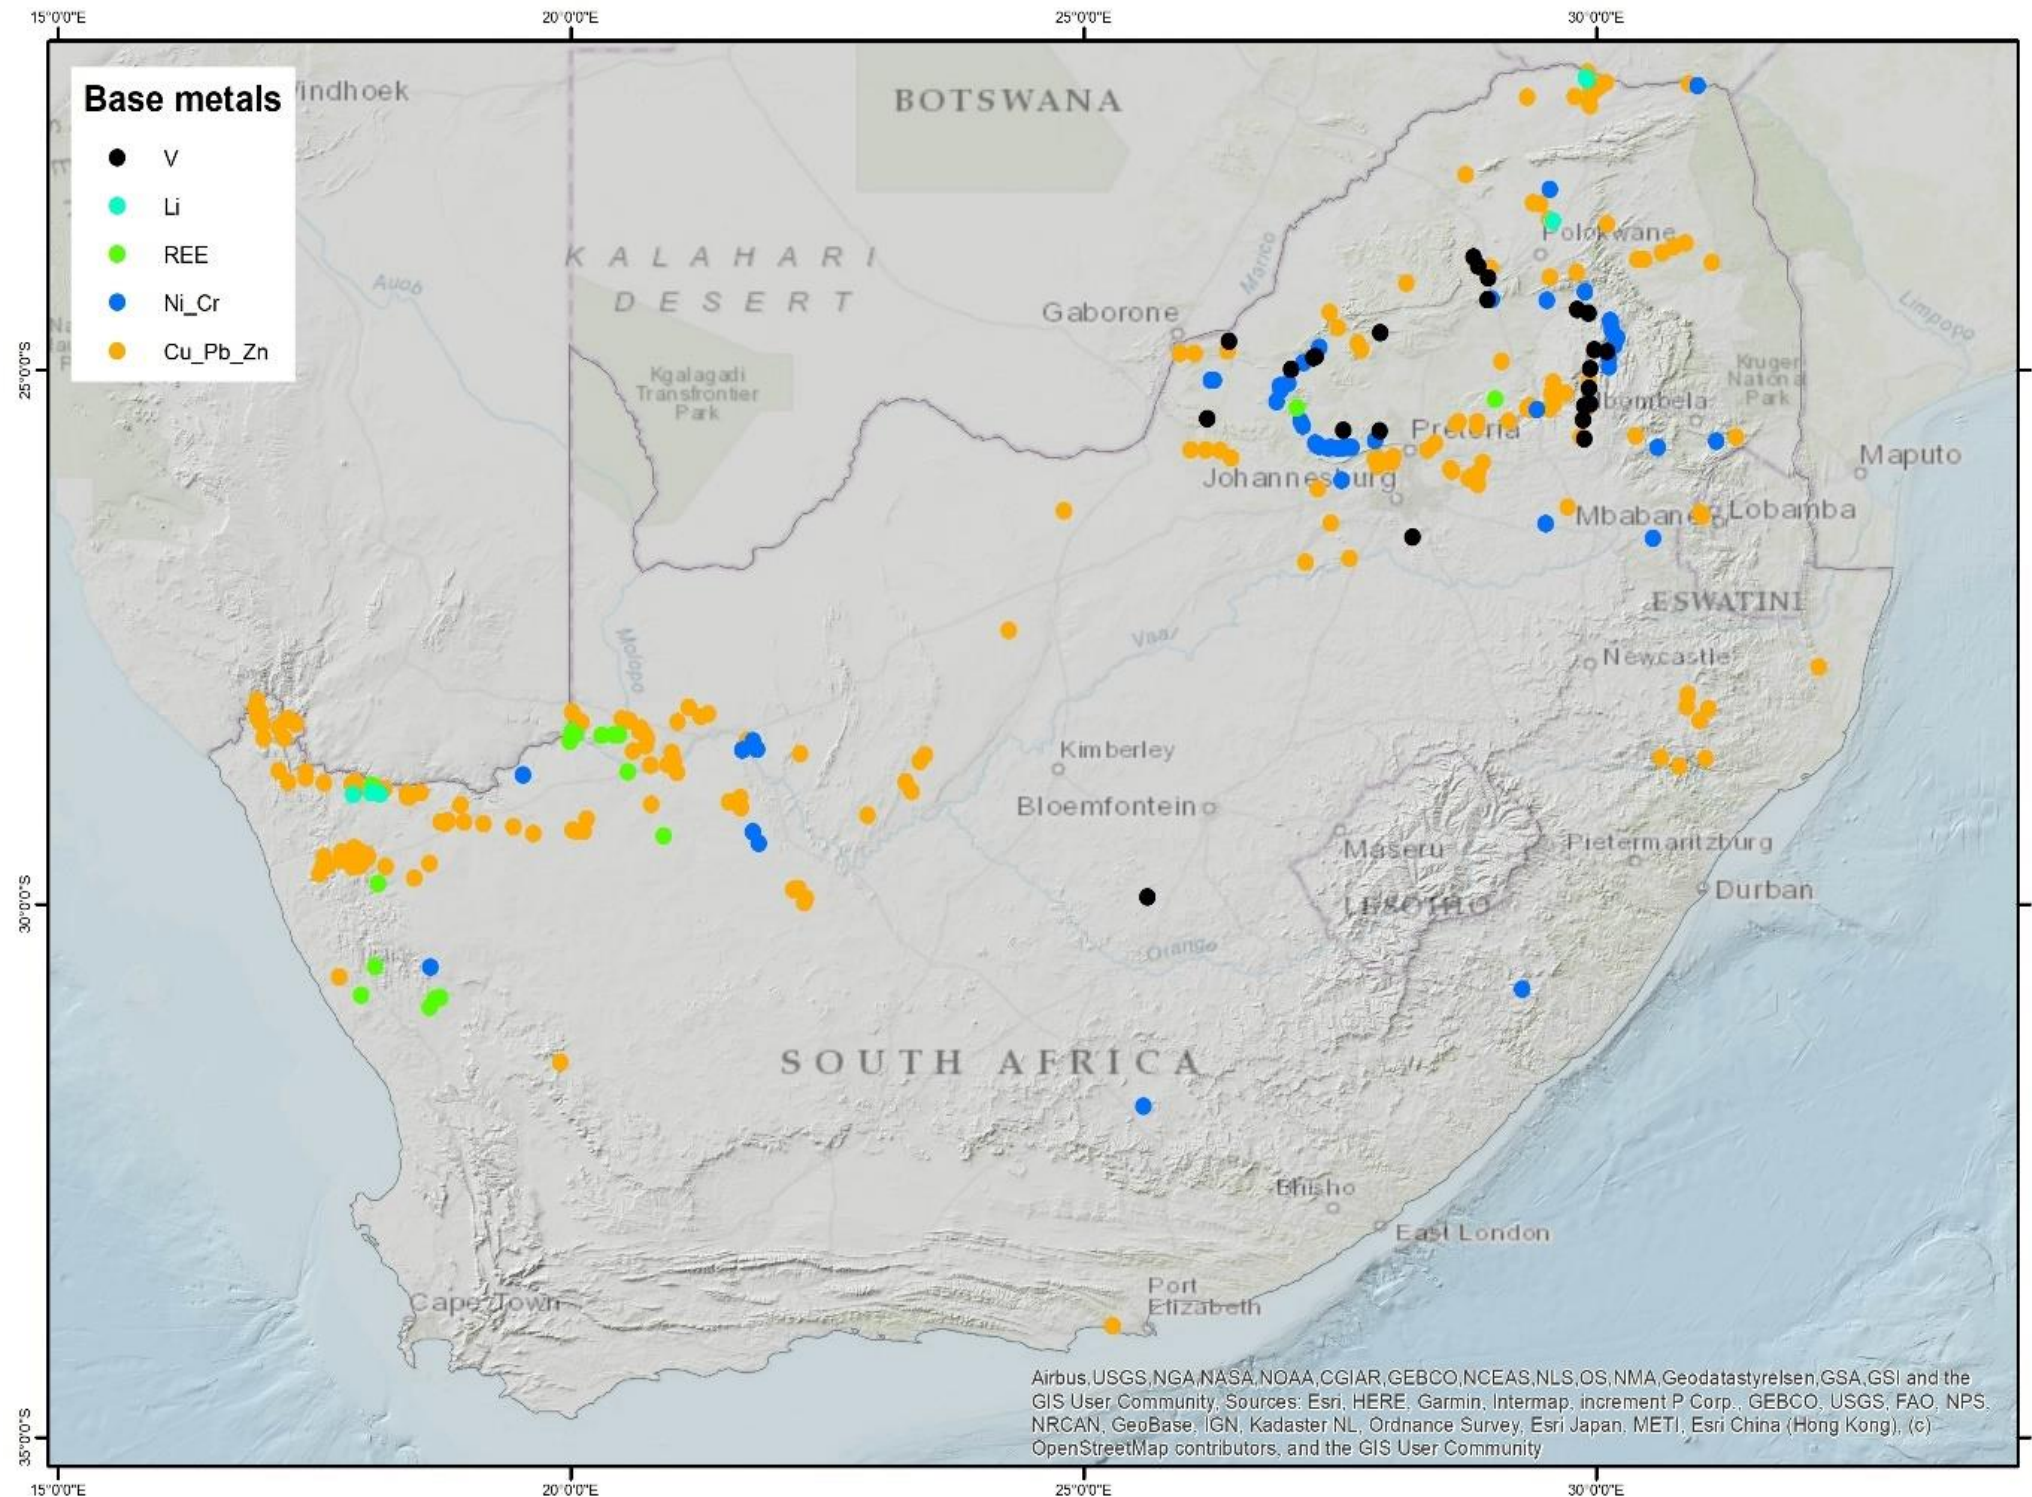 15°0'0"E 20°0'0"E 25°0'0"E 30°0'0"E
Base metals
V
Li
REE
Ni_Cr
Cu_Pb_Zn
indhoek
BOTSWANA
KALAHARI
DESERT
Auob
Marico
Polokwane
Gaborone
Limpopo
Kgalagadi
Transfrontier
Park
Kruger
National
Park
25°0'0"S
Mbombela
Pretoria
Johannesburg
Maputo
Mbabane
Lobamba
ESWATINI
Molopo
Vaal
Newcastle
Kimberley
Bloemfontein
Maseru
Pietermaritzburg
LESOTHO
Durban
30°0'0"S
Orange
SOUTH AFRICA
Bhisho
East London
Port
Elizabeth
Cape Town
Airbus,USGS,NGA,NASA,NOAA,CGIAR,GEBCO,NCEAS,NLS,OS,NMA,Geodatastyrelsen,GSA,GSI and the
GIS User Community, Sources: Esri, HERE, Garmin, Intermap, increment P Corp., GEBCO, USGS, FAO, NPS,
NRCAN, GeoBase, IGN, Kadaster NL, Ordnance Survey, Esri Japan, METI, Esri China (Hong Kong), (c)
OpenStreetMap contributors, and the GIS User Community
35°0'0"S
15°0'0"E 20°0'0"E 25°0'0"E 30°0'0"E